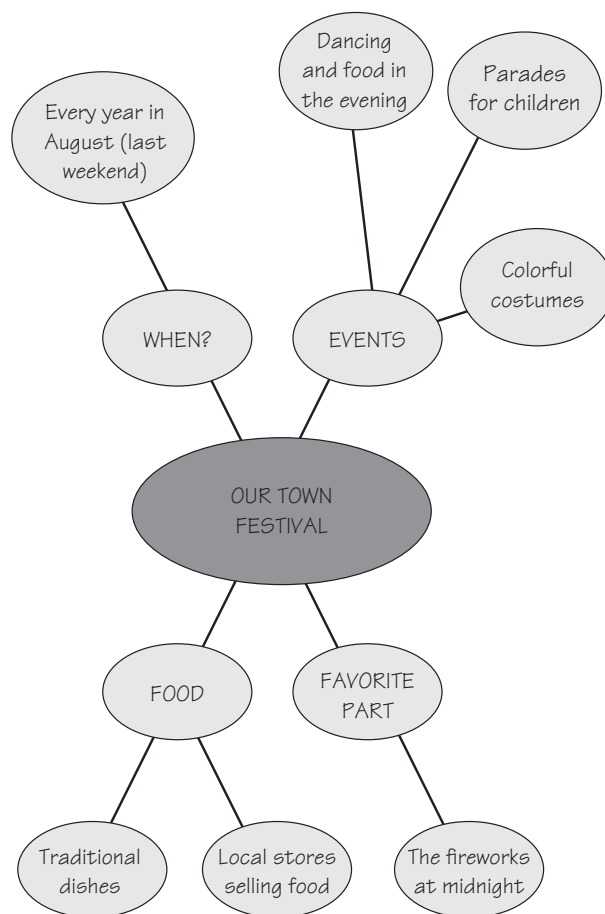 Dancing
and food in
the evening
Parades
for children
Every year in
August (last
weekend)
Colorful
costumes
WHEN?
EVENTS
OUR TOWN
FESTIVAL
FOOD
FAVORITE
PART
Traditional
dishes
Local stores
selling food
The fireworks
at midnight